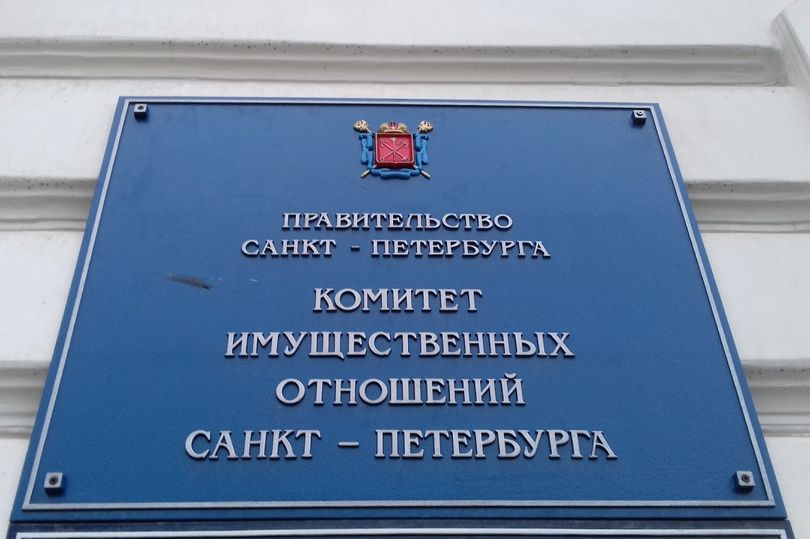 ПРАВИТЕЛЬСТВО
САНКТ - ПЕТЕРБУРГА
КОМИТЕТ
ИМУЩЕСТВЕННЫХ
ОТНОШЕНИЙ
САНКТ – ПЕТЕРБУРГА